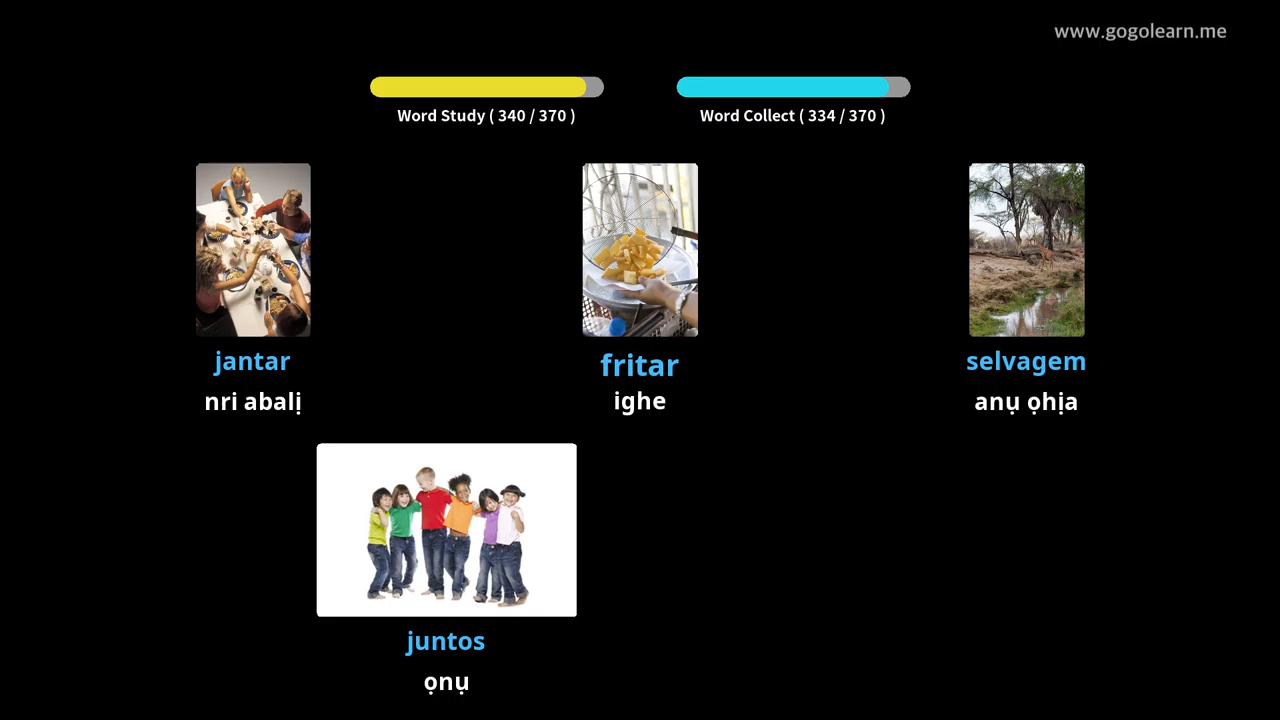 www.gogolearn.me
Word Study ( 340 / 370 )
Word Collect ( 334 / 370 )
jantar
fritar
selvagem
nri abalị
ighe
anụ ọhịa
juntos
ọnụ